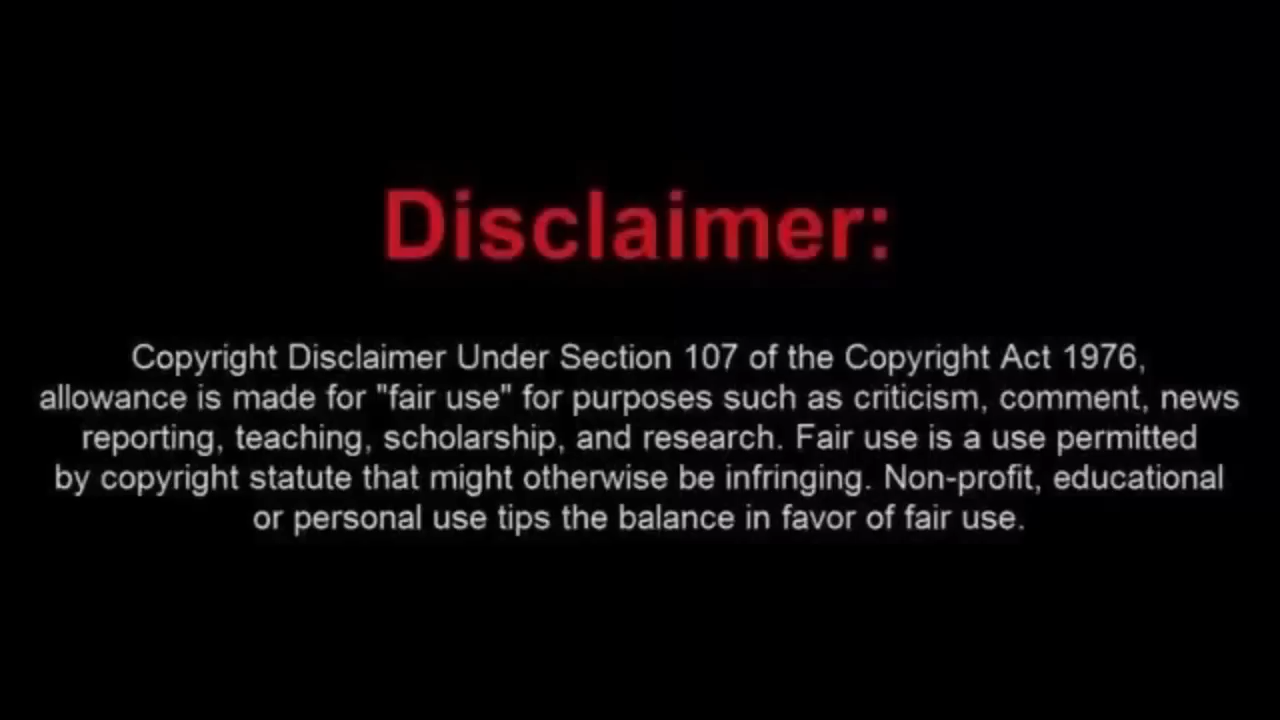 Disclaimer:
Copyright Disclaimer Under Section 107 of the Copyright Act 1976,
allowance is made for "fair use" for purposes such as criticism, comment, news
reporting, teaching, scholarship, and research. Fair use is a use permitted
by copyright statute that might otherwise be infringing. Non-profit, educational
or personal use tips the balance in favor of fair use.